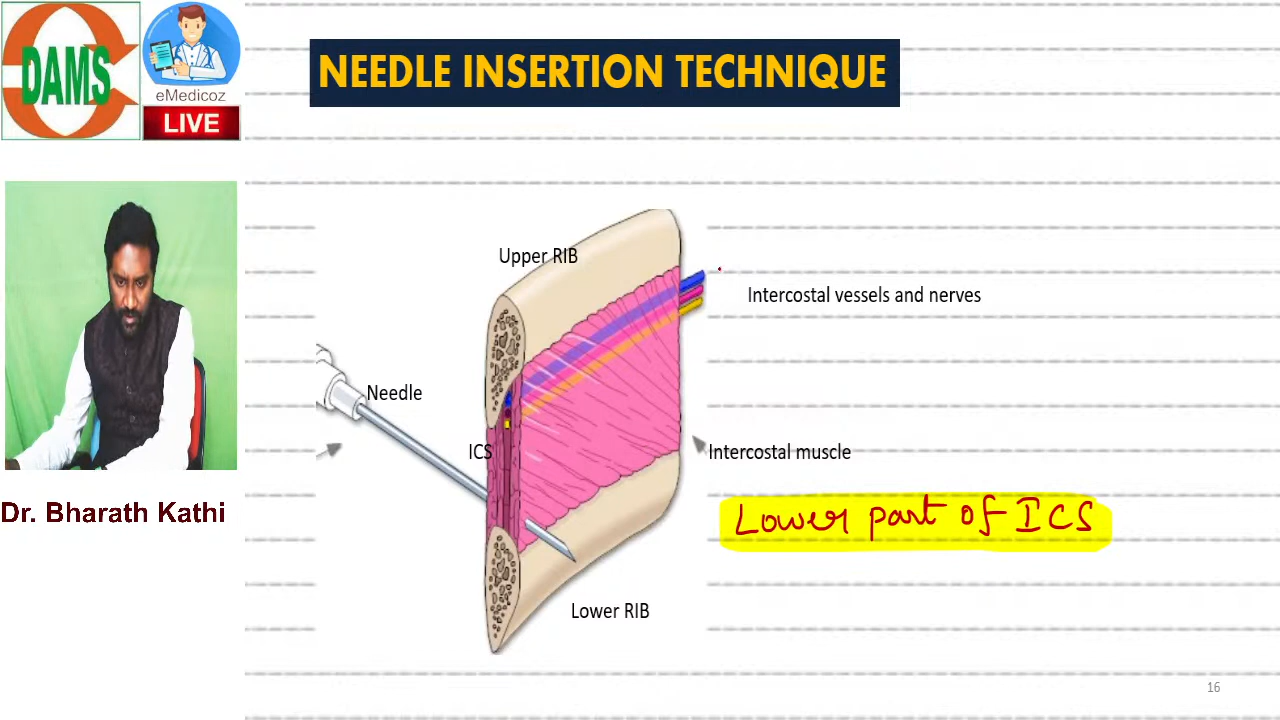 DAMS
eMedicoz
LIVE
NEEDLE INSERTION TECHNIQUE
Upper RIB
Intercostal vessels and nerves
Needle
ICS
Intercostal muscle
Dr. Bharath Kathi
Lower part of ICS
Lower RIB
16